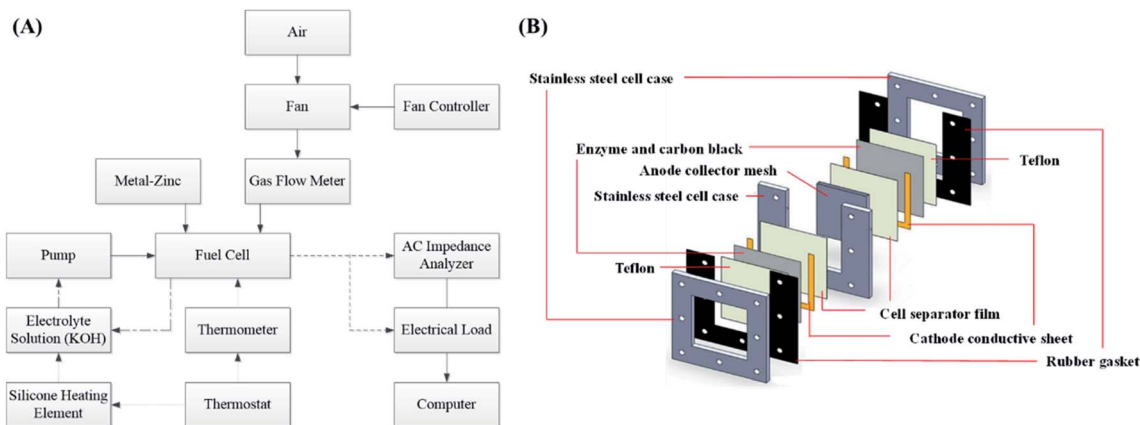 (A)
Air
Fan
Fan Controller
Metal-Zinc
Gas Flow Meter
Pump
Fuel Cell
AC Impedance
Analyzer
Electrolyte
Solution (KOH)
Thermometer
Electrical Load
Silicone Heating
Element
Thermostat
Computer
(B)
Stainless steel cell case
Enzyme and carbon black
Anode collector mesh
Stainless steel cell case
Teflon
Teflon
Cell separator film
Cathode conductive sheet
Rubber gasket